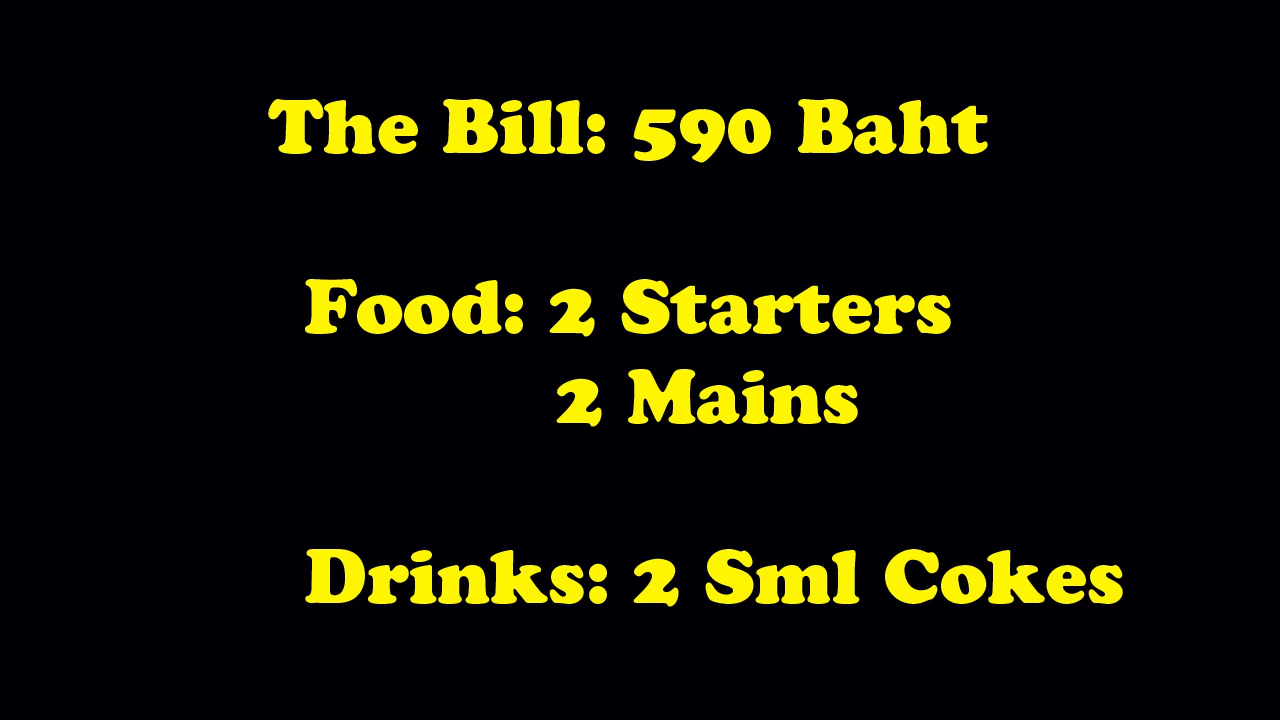 The Bill: 590 Baht
Food: 2 Starters
2 Mains
Drinks: 2 Sml Cokes